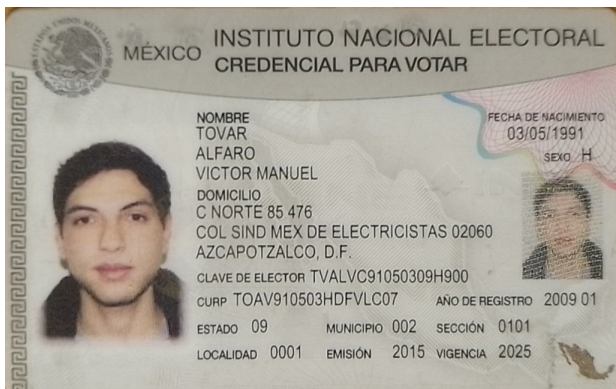 MÉXICO INSTITUTO NACIONAL ELECTORAL
CREDENCIAL PARA VOTAR
NOMBRE
TOVAR
ALFARO
VICTOR MANUEL
FECHA DE NACIMIENTO
03/05/1991
SEXO H
DOMICILIO
C NORTE 85 476
COL SIND MEX DE ELECTRICISTAS 02060
AZCAPOTZALCO, D.F.
CLAVE DE ELECTOR TVALVC91050309H900
CURP TOAV910503HDFVLC07 AÑO DE REGISTRO 2009 01
ESTADO 09 MUNICIPIO 002 SECCIÓN 0101
LOCALIDAD 0001 EMISIÓN 2015 VIGENCIA 2025